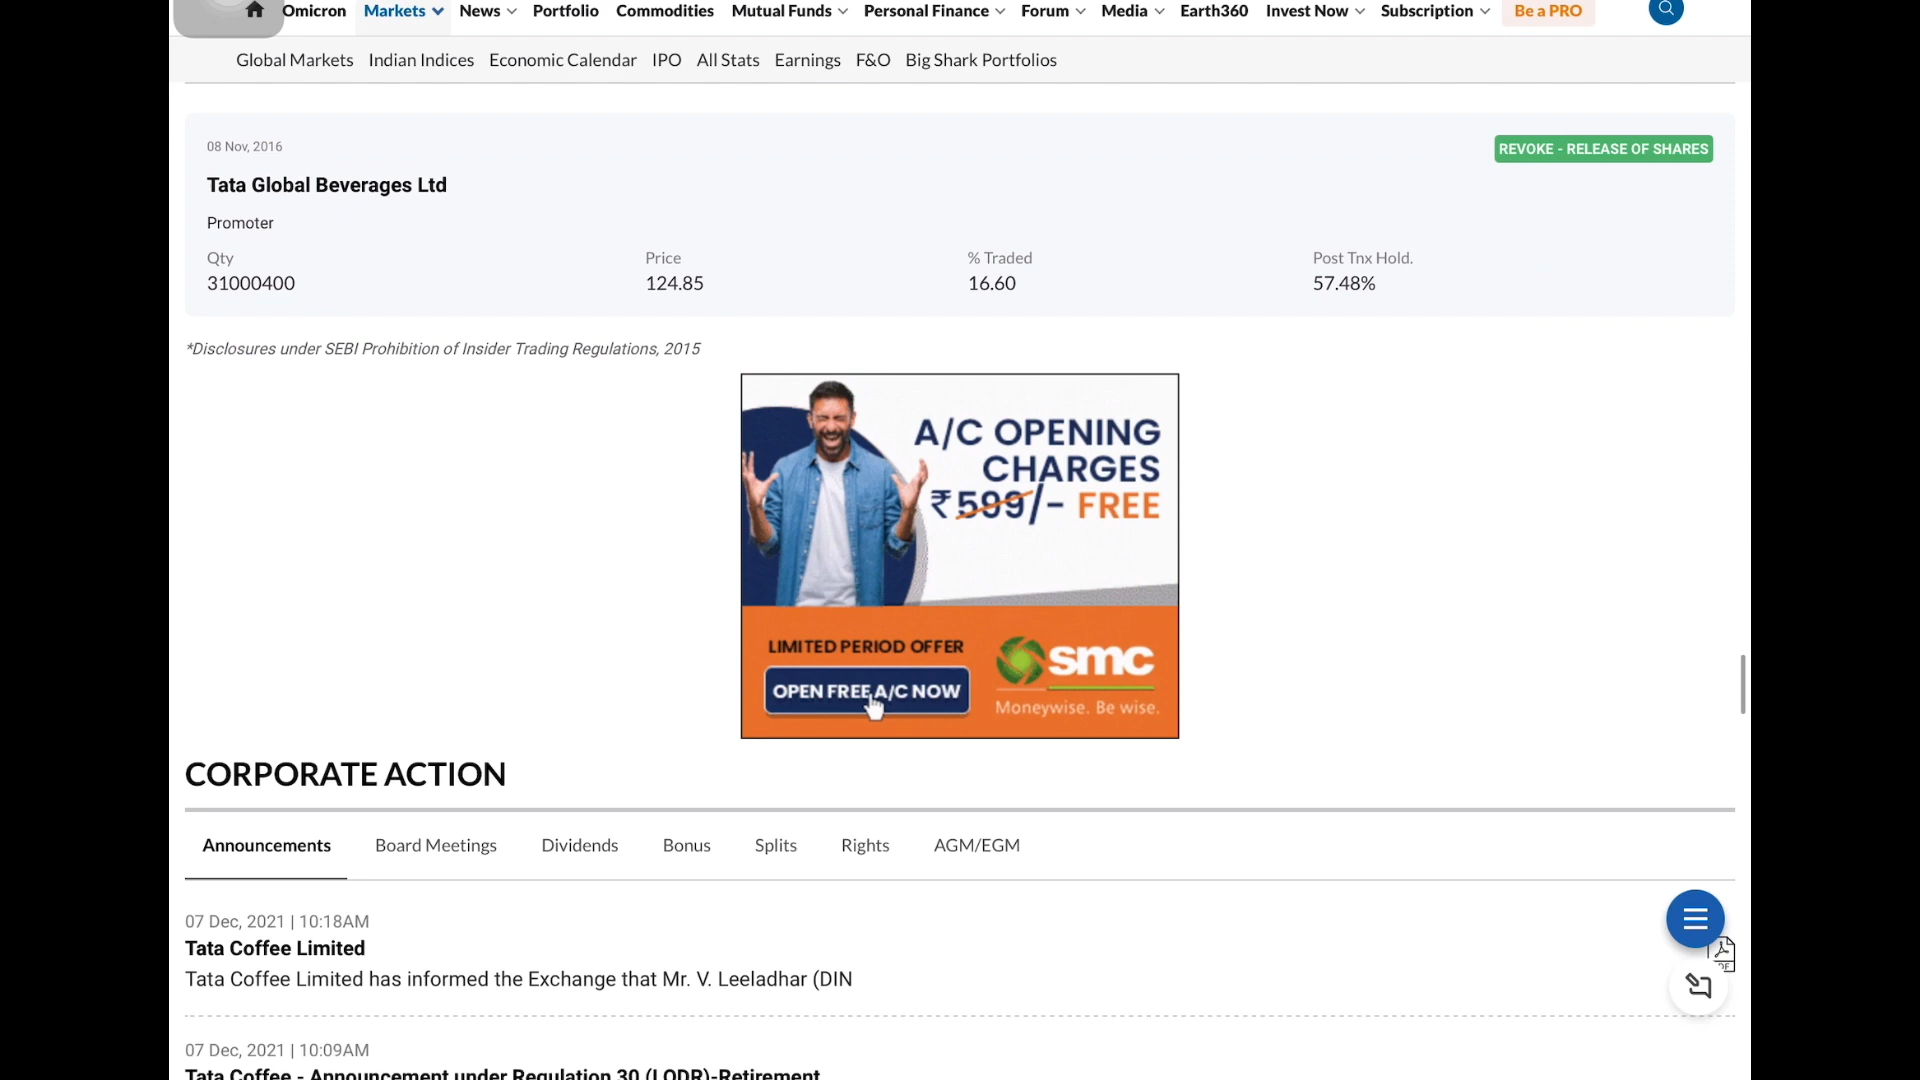 Omicron Markets News Portfolio Commodities Mutual Funds Personal Finance Forum Media Earth360 Invest Now Subscription Be a PRO
Global Markets Indian Indices Economic Calendar IPO All Stats Earnings F&O Big Shark Portfolios
08 Nov, 2016
REVOKE - RELEASE OF SHARES
Tata Global Beverages Ltd
Promoter
Qty Price % Traded Post Tnx Hold.
31000400 124.85 16.60 57.48%
*Disclosures under SEBI Prohibition of Insider Trading Regulations, 2015
A/C OPENING
CHARGES
₹599/- FREE
LIMITED PERIOD OFFER
OPEN FREE A/C NOW
smc
Moneywise. Be wise.
CORPORATE ACTION
Announcements Board Meetings Dividends Bonus Splits Rights AGM/EGM
07 Dec, 2021 | 10:18AM
Tata Coffee Limited
Tata Coffee Limited has informed the Exchange that Mr. V. Leeladhar (DIN
07 Dec, 2021 | 10:09AM
Tata Coffee - Announcement under Regulation 30 (LODR)-Retirement